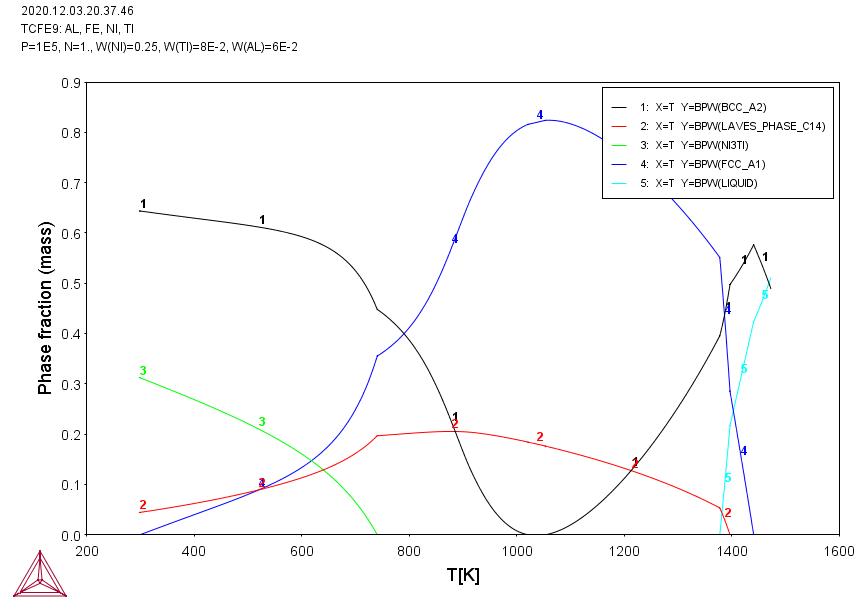 2020.12.03.20.37.46
TCFE9: AL, FE, NI, TI
P=1E5, N=1., W(NI)=0.25, W(TI)=8E-2, W(AL)=6E-2
1: X=T Y=BPW(BCC_A2)
2: X=T Y=BPW(LAVES_PHASE_C14)
3: X=T Y=BPW(NI3TI)
4: X=T Y=BPW(FCC_A1)
5: X=T Y=BPW(LIQUID)
Phase fraction (mass)
0.9
0.8
0.7
0.6
0.5
0.4
0.3
0.2
0.1
0.0
1 1 1 1 1 1 1
2 2 2 2 2 2
3 3
4 4 4 4 4
5 5 5
200 400 600 800 1000 1200 1400 1600
T[K]